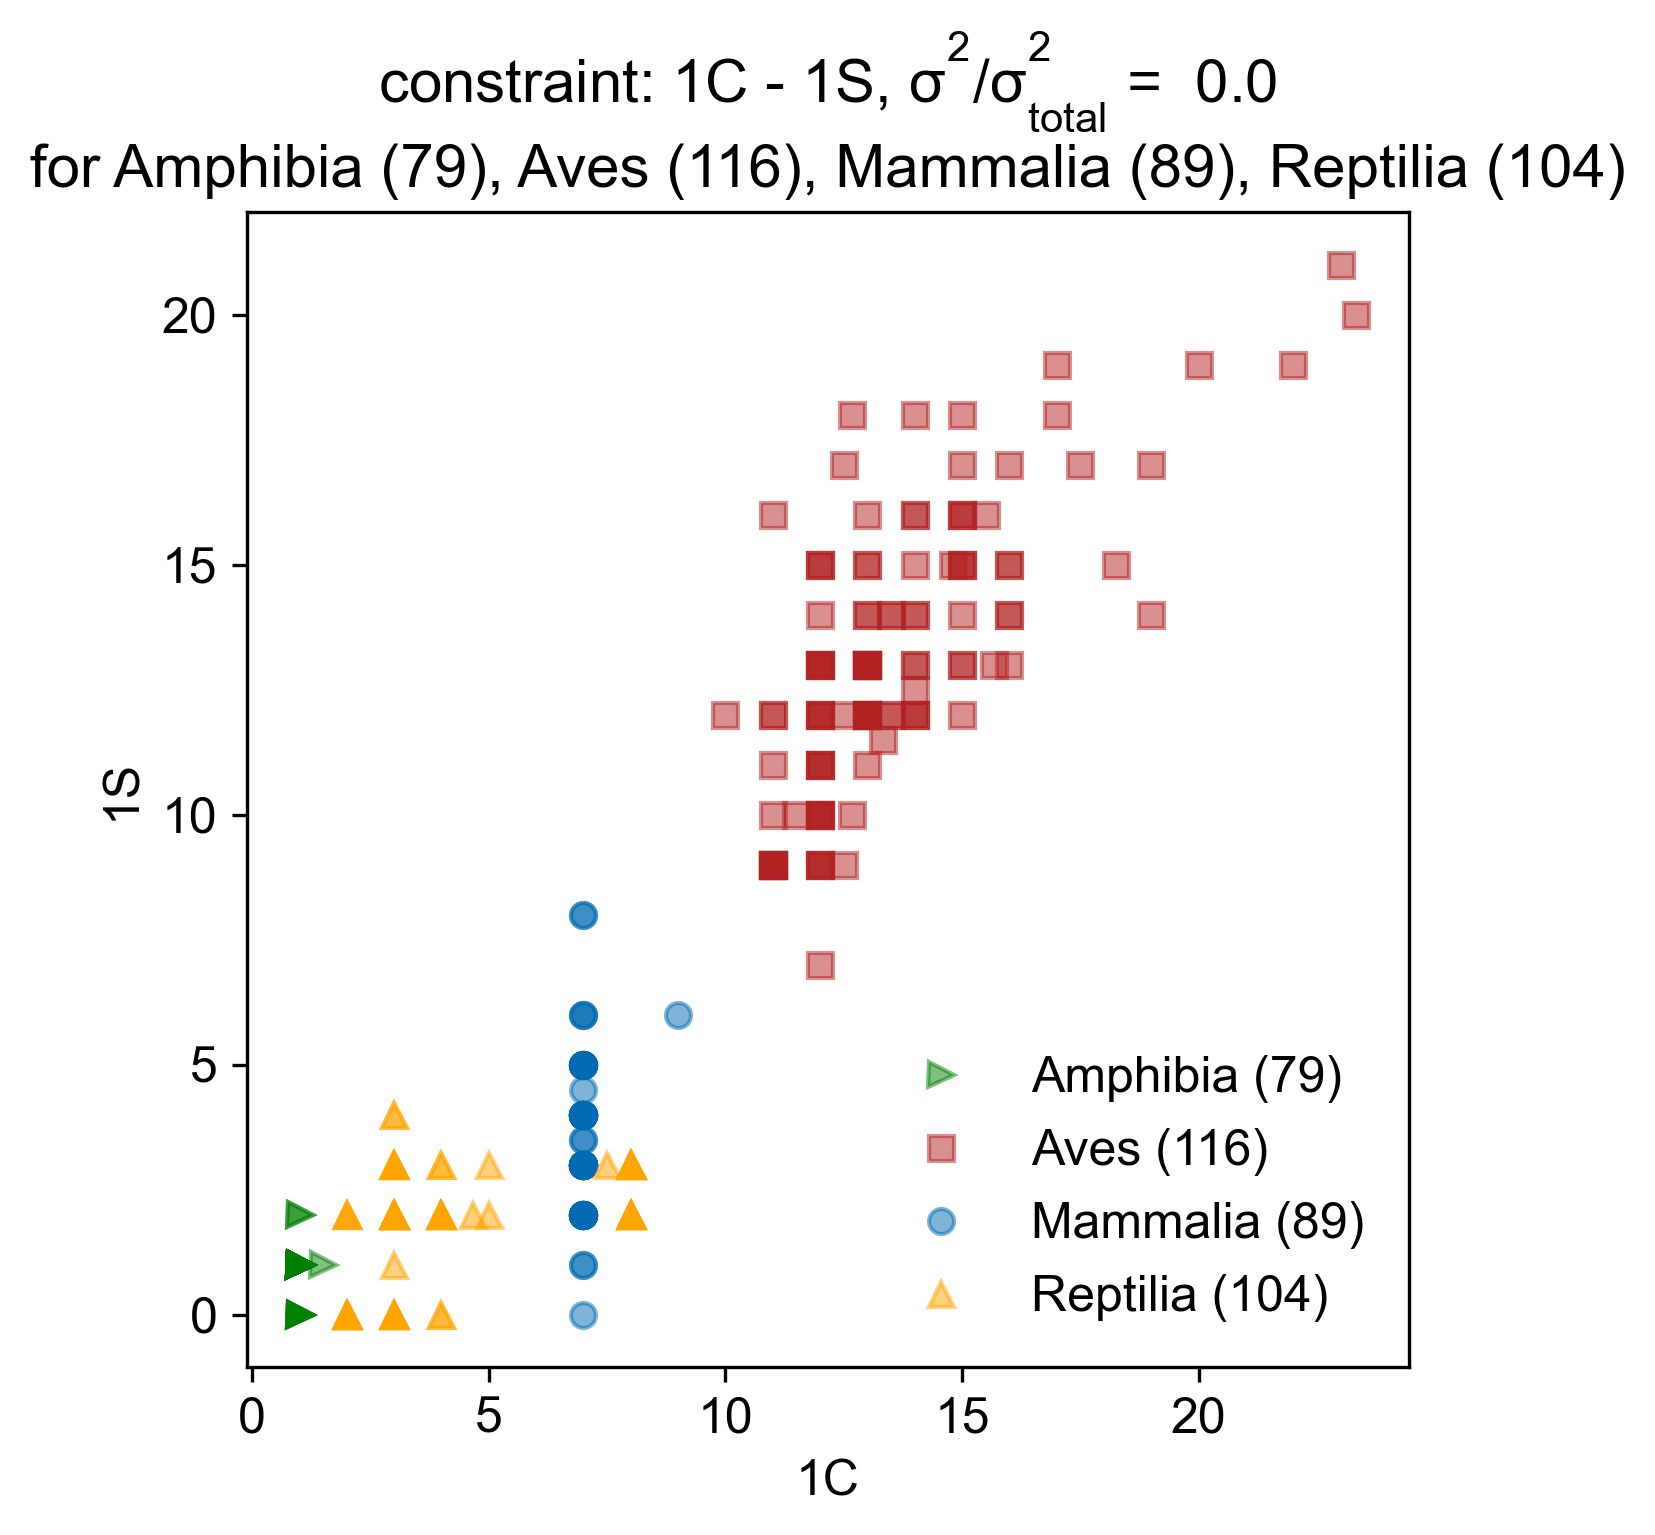 constraint: 1C - 1S, σ²/σ²total = 0.0
for Amphibia (79), Aves (116), Mammalia (89), Reptilia (104)
20
15
10
5
0
1S
Amphibia (79)
Aves (116)
Mammalia (89)
Reptilia (104)
0 5 10 15 20
1C